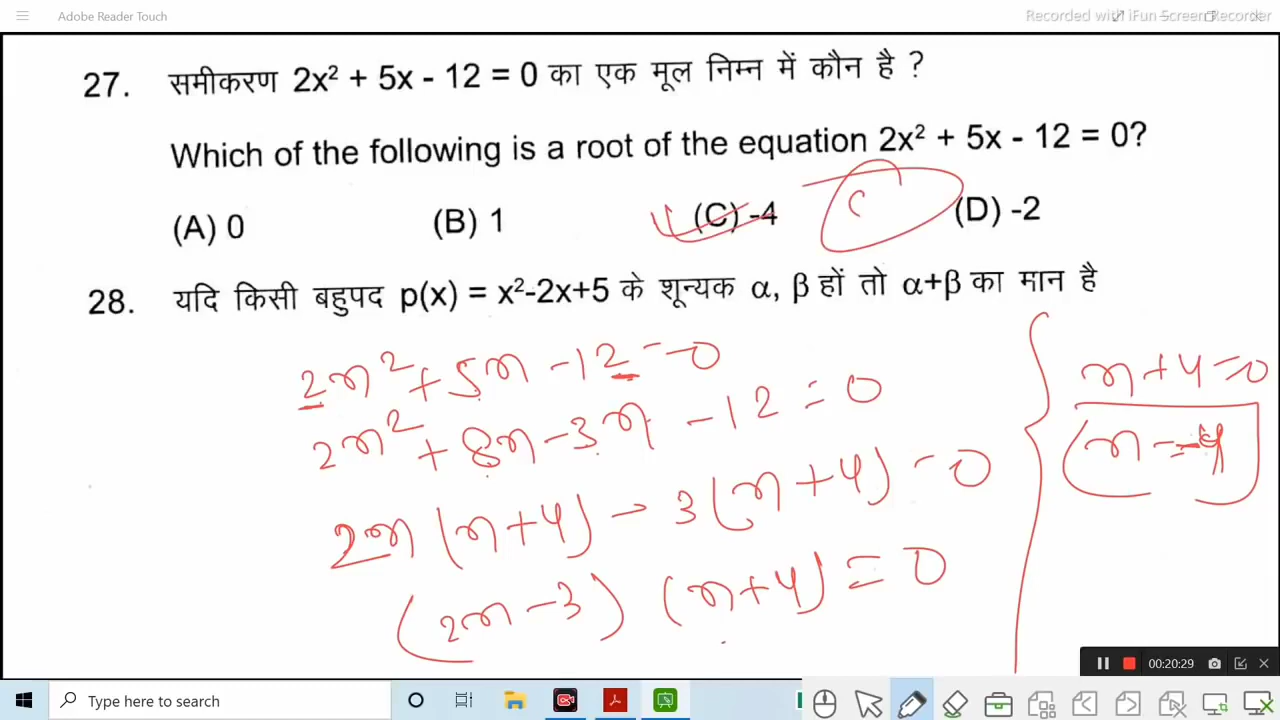 Adobe Reader Touch
Recorded with iFun Screen Recorder
27. समीकरण 2x² + 5x - 12 = 0 का एक मूल निम्न में कौन है ?
Which of the following is a root of the equation 2x² + 5x - 12 = 0?
(A) 0 (B) 1 (C) -4 (D) -2
28. यदि किसी बहुपद p(x) = x²-2x+5 के शून्यक α, β हों तो α+β का मान है
2x² + 5x - 12 = 0
2x² + 8x - 3x - 12 = 0
2x (x+4) - 3 (x+4) = 0
(2x - 3) (x+4) = 0
x+4=0
x = -4
00:20:29
Type here to search